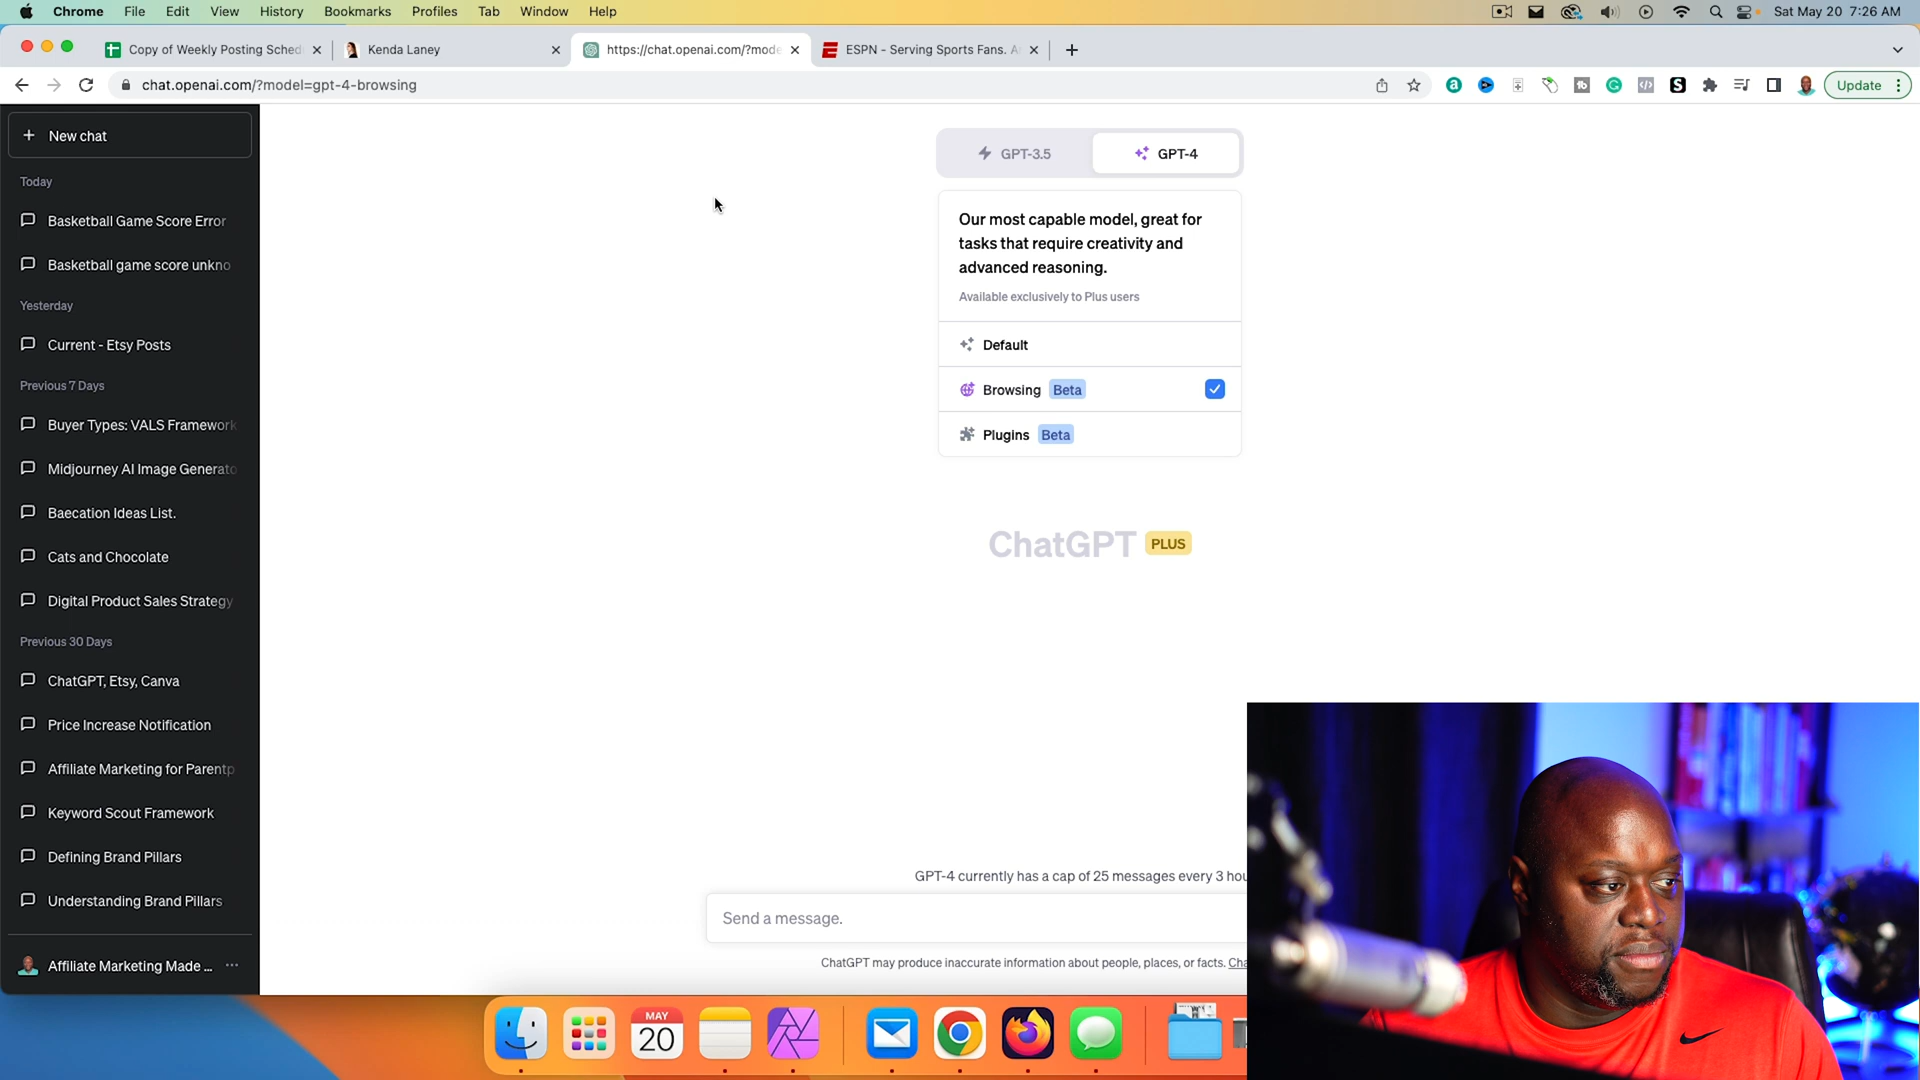 Chrome File Edit View History Bookmarks Profiles Tab Window Help Sat May 20 7:26 AM
Copy of Weekly Posting Sched Kenda Laney https://chat.openai.com/?mode ESPN - Serving Sports Fans. A
chat.openai.com/?model=gpt-4-browsing Update
New chat
Today
Basketball Game Score Error
Basketball game score unkno
Yesterday
Current - Etsy Posts
Previous 7 Days
Buyer Types: VALS Framework
Midjourney AI Image Generato
Baecation Ideas List.
Cats and Chocolate
Digital Product Sales Strategy
Previous 30 Days
ChatGPT, Etsy, Canva
Price Increase Notification
Affiliate Marketing for Parentp
Keyword Scout Framework
Defining Brand Pillars
Understanding Brand Pillars
Affiliate Marketing Made ...
GPT-3.5 GPT-4
Our most capable model, great for
tasks that require creativity and
advanced reasoning.
Available exclusively to Plus users
Default
Browsing Beta
Plugins Beta
ChatGPT PLUS
GPT-4 currently has a cap of 25 messages every 3 hou
Send a message.
ChatGPT may produce inaccurate information about people, places, or facts. Cha
MAY
20